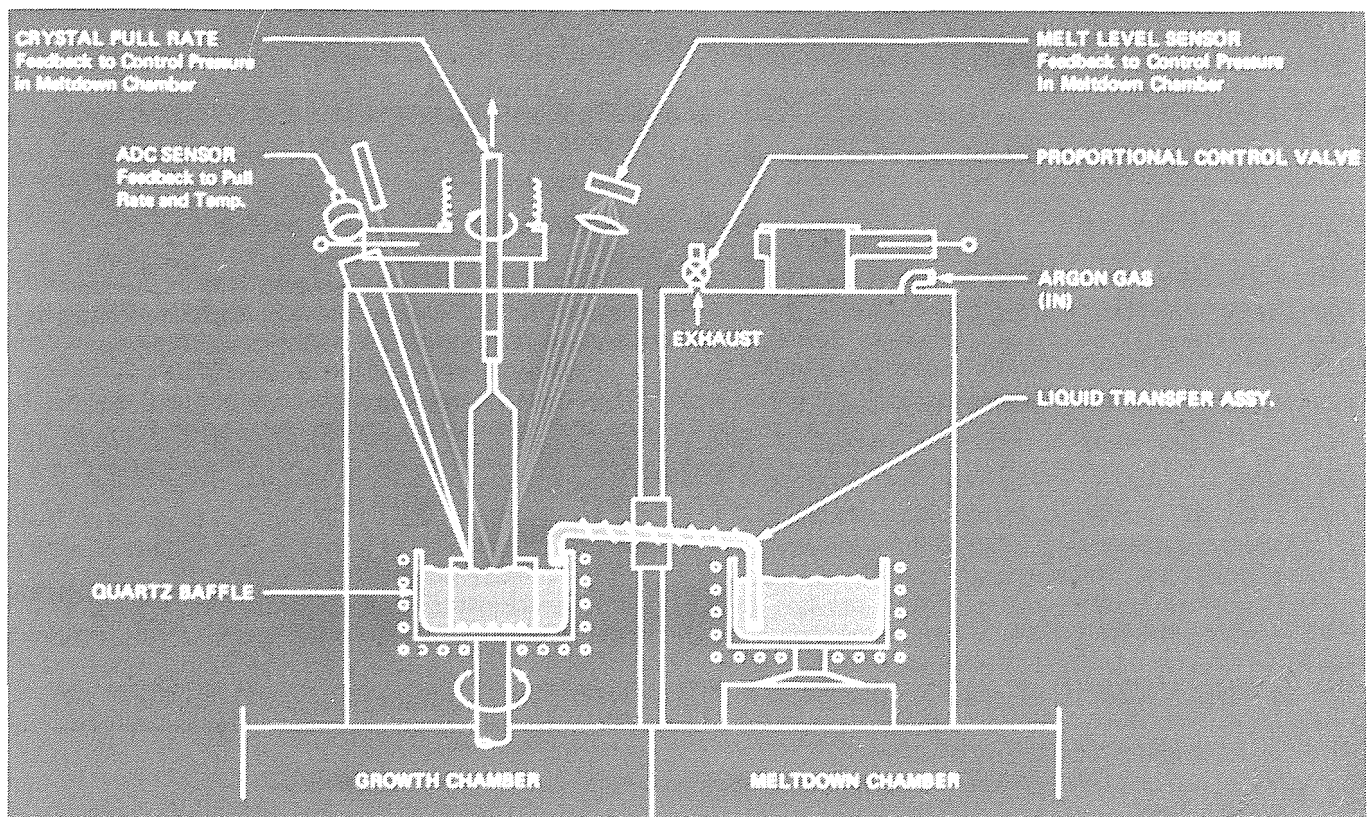 CRYSTAL PULL RATE
Feedback to Control Pressure
in Meltdown Chamber
MELT LEVEL SENSOR
Feedback to Control Pressure
in Meltdown Chamber
ADC SENSOR
Feedback to Pull
Rate and Temp.
PROPORTIONAL CONTROL VALVE
ARGON GAS
(IN)
EXHAUST
LIQUID TRANSFER ASSY.
QUARTZ BAFFLE
GROWTH CHAMBER
MELTDOWN CHAMBER